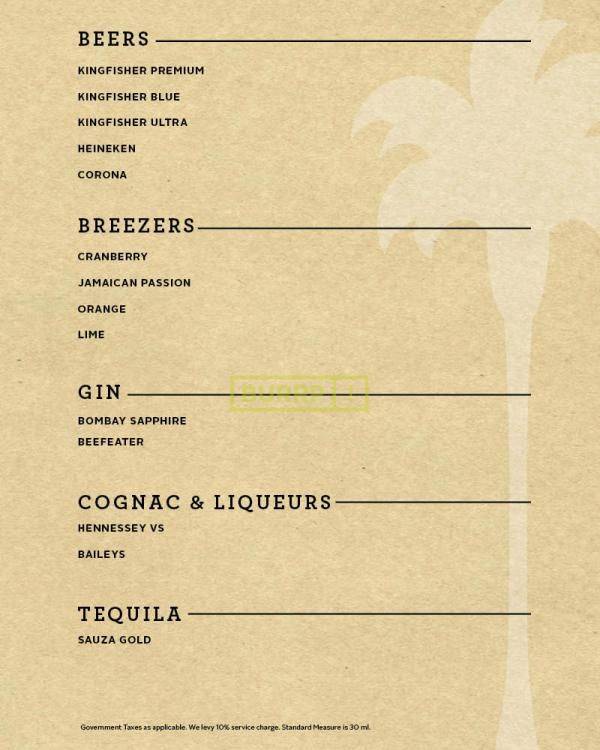 BEERS
KINGFISHER PREMIUM
KINGFISHER BLUE
KINGFISHER ULTRA
HEINEKEN
CORONA
BREEZERS
CRANBERRY
JAMAICAN PASSION
ORANGE
LIME
GIN
BOMBAY SAPPHIRE
BEEFEATER
COGNAC & LIQUEURS
HENNESSEY VS
BAILEYS
TEQUILA
SAUZA GOLD
Government Taxes as applicable. We levy 10% service charge. Standard Measure is 30 ml.